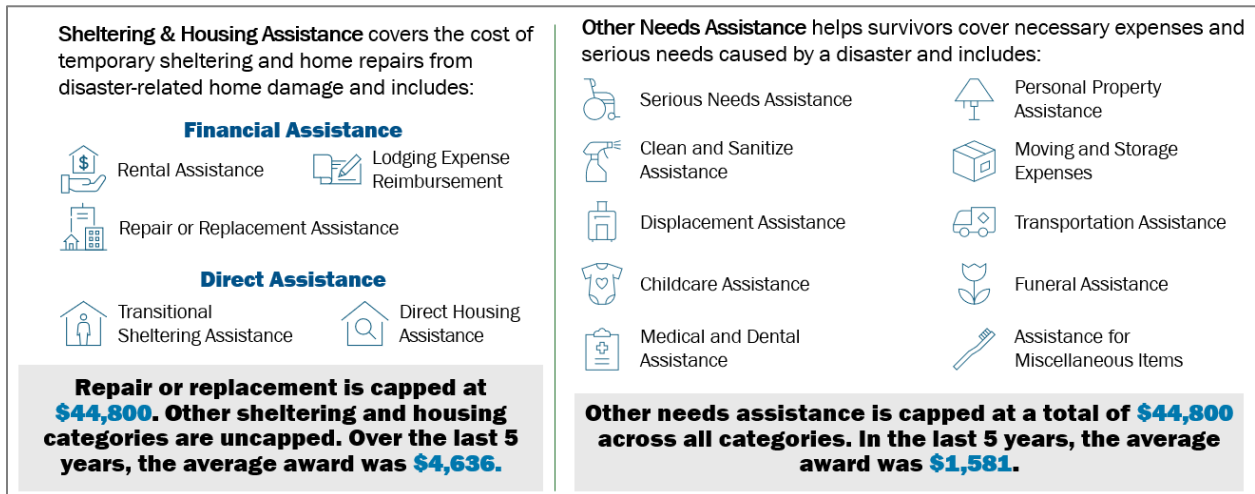 Sheltering & Housing Assistance covers the cost of
temporary sheltering and home repairs from
disaster-related home damage and includes:
Financial Assistance
$
Rental Assistance
Lodging Expense
Reimbursement
Repair or Replacement Assistance
Direct Assistance
Transitional
Sheltering Assistance
Direct Housing
Assistance
Repair or replacement is capped at
$44,800. Other sheltering and housing
categories are uncapped. Over the last 5
years, the average award was $4,636.
Other Needs Assistance helps survivors cover necessary expenses and
serious needs caused by a disaster and includes:
Serious Needs Assistance
Personal Property
Assistance
Clean and Sanitize
Assistance
Moving and Storage
Expenses
Displacement Assistance
Transportation Assistance
Childcare Assistance
Funeral Assistance
Medical and Dental
Assistance
Assistance for
Miscellaneous Items
Other needs assistance is capped at a total of $44,800
across all categories. In the last 5 years, the average
award was $1,581.